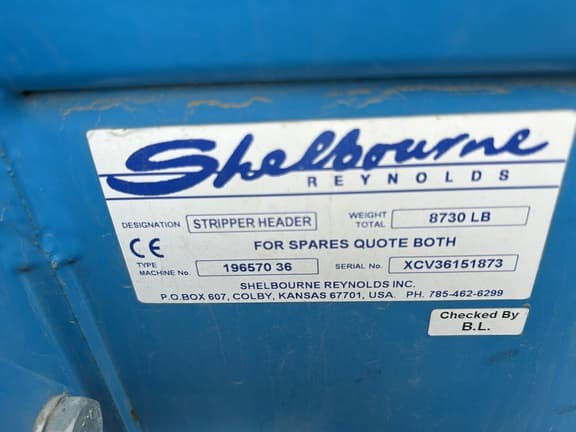 Shelbourne
REYNOLDS
DESIGNATION STRIPPER HEADER WEIGHT TOTAL 8730 LB
CE FOR SPARES QUOTE BOTH
TYPE MACHINE No. 196570 36 SERIAL No. XCV36151873
SHELBOURNE REYNOLDS INC.
P.O.BOX 607, COLBY, KANSAS 67701, USA. PH. 785-462-6299
Checked By
B.L.